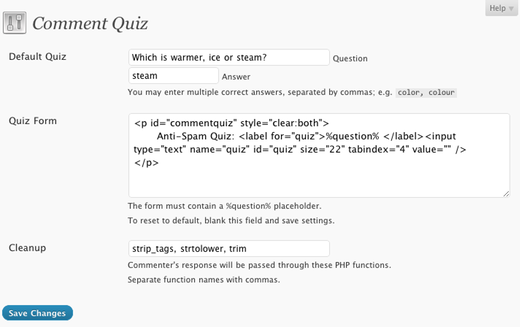 Help
Comment Quiz
Default Quiz
Which is warmer, ice or steam? Question
steam Answer
You may enter multiple correct answers, separated by commas; e.g. color, colour
Quiz Form
<p id="commentquiz" style="clear:both">
Anti-Spam Quiz: <label for="quiz">%question% </label><input
type="text" name="quiz" id="quiz" size="22" tabindex="4" value="" />
</p>
The form must contain a %question% placeholder.
To reset to default, blank this field and save settings.
Cleanup
strip_tags, strtolower, trim
Commenter's response will be passed through these PHP functions.
Separate function names with commas.
Save Changes